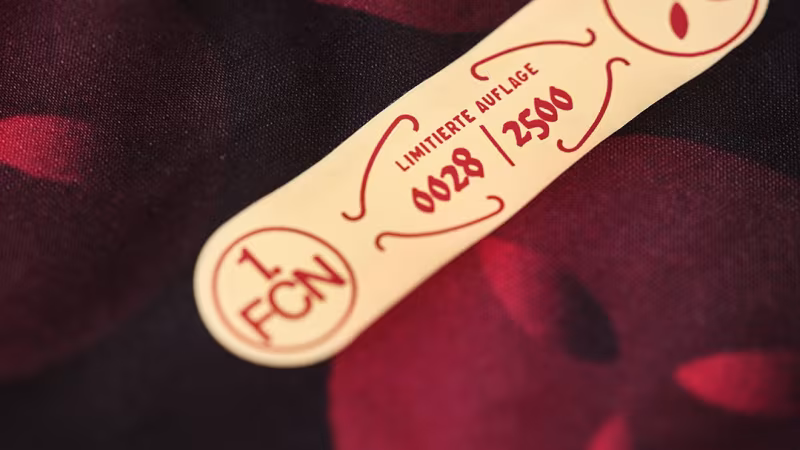 LIMITIERTE AUFLAGE
0028 | 2500
1.
FCN